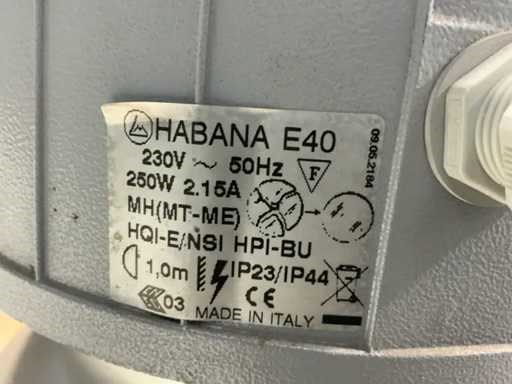 HABANA E40
230V ~ 50Hz
F
250W 2.15A
MH(MT-ME)
HQI-E/NSI HPI-BU
1,0m IP23/IP44
03 CE
MADE IN ITALY
09.05.2184